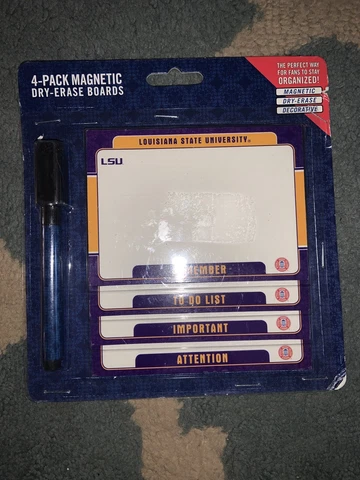 4-PACK MAGNETIC
DRY-ERASE BOARDS
THE PERFECT WAY
FOR FANS TO STAY
ORGANIZED!
MAGNETIC
DRY-ERASE
DECORATIVE
LOUISIANA STATE UNIVERSITY®
LSU
TO DO LIST
IMPORTANT
ATTENTION